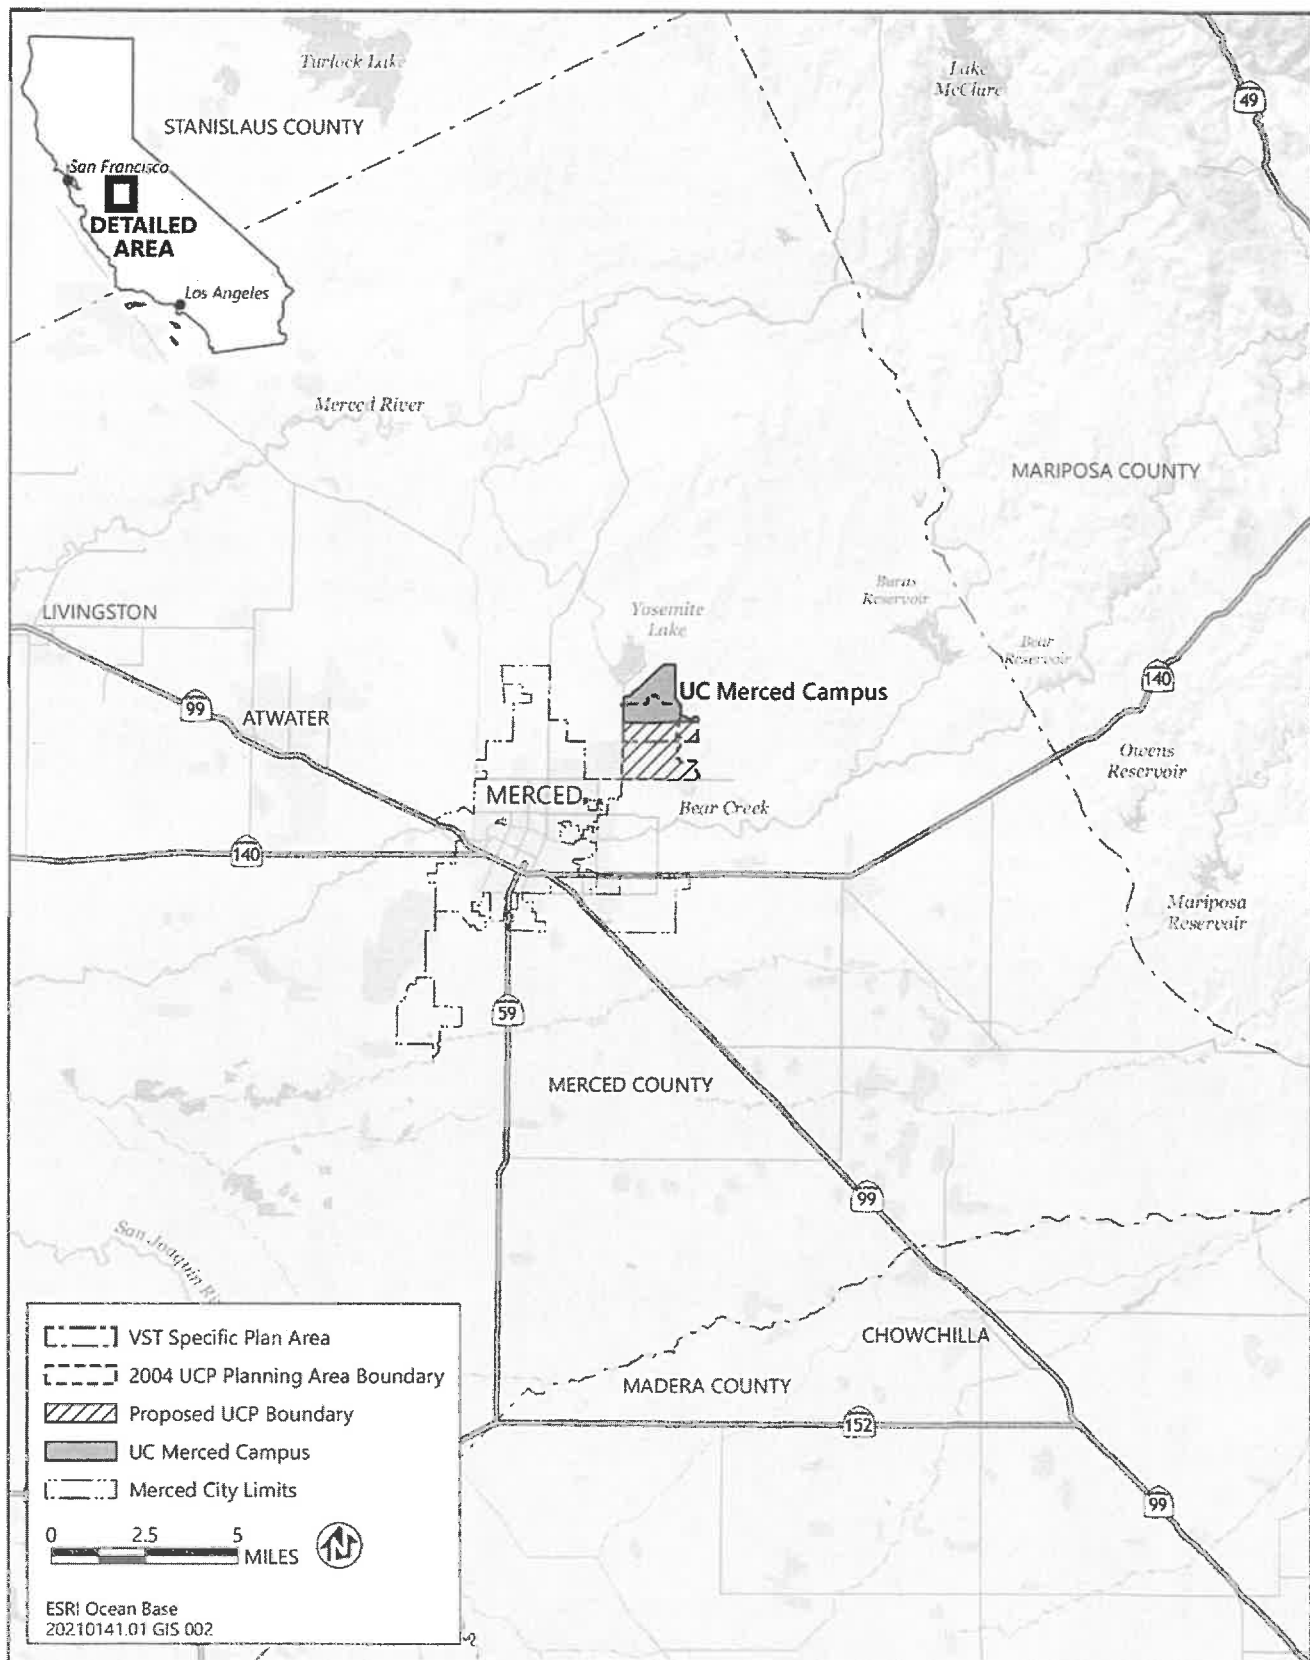 Turlock Lake
Lake
McClure
49
STANISLAUS COUNTY
San Francisco
DETAILED
AREA
Los Angeles
Merced River
MARIPOSA COUNTY
Burns
Reservoir
LIVINGSTON
Yosemite
Lake
Bear
Reservoir
99
UC Merced Campus
140
ATWATER
Owens
Reservoir
MERCED
Bear Creek
140
Mariposa
Reservoir
59
MERCED COUNTY
99
San Joaquin
CHOWCHILLA
MADERA COUNTY
152
99
VST Specific Plan Area
2004 UCP Planning Area Boundary
Proposed UCP Boundary
UC Merced Campus
Merced City Limits
0 2.5 5
MILES
N
ESRI Ocean Base
20210141.01 GIS 002